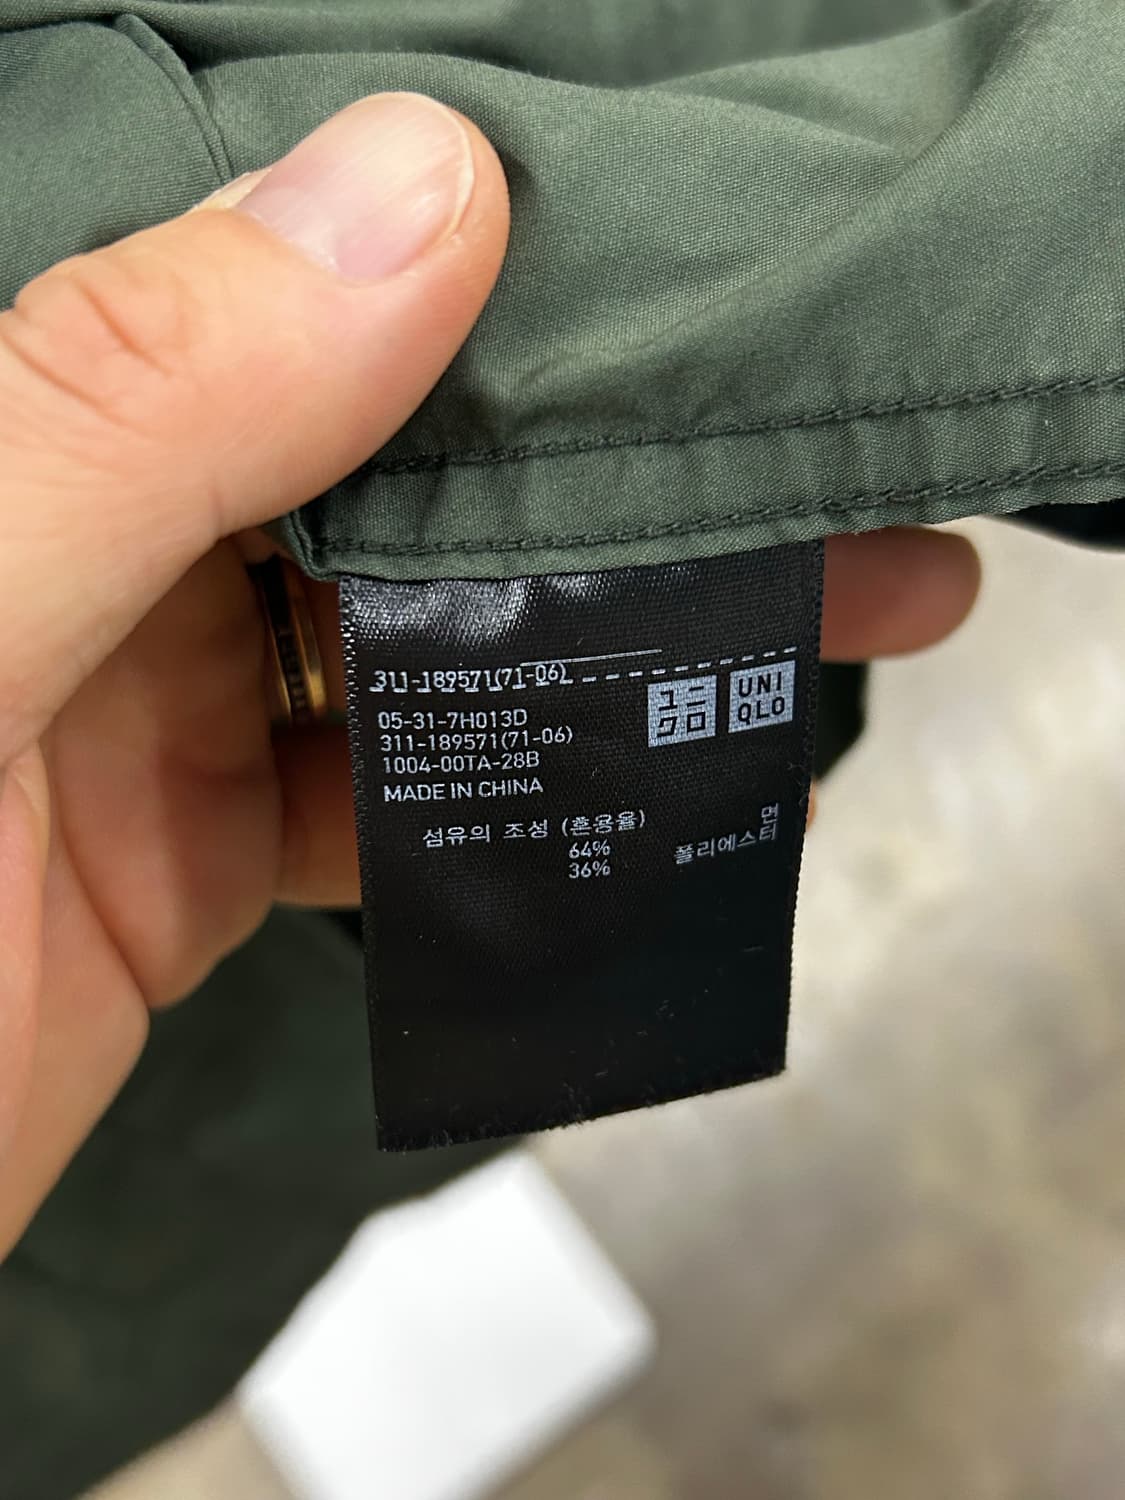 311-189571(71-06)
ユニ
クロ
UNI
QLO
05-31-7H013D
311-189571(71-06)
1004-00TA-28B
MADE IN CHINA
섬유의 조성 (혼용율)
64% 면
36% 폴리에스터